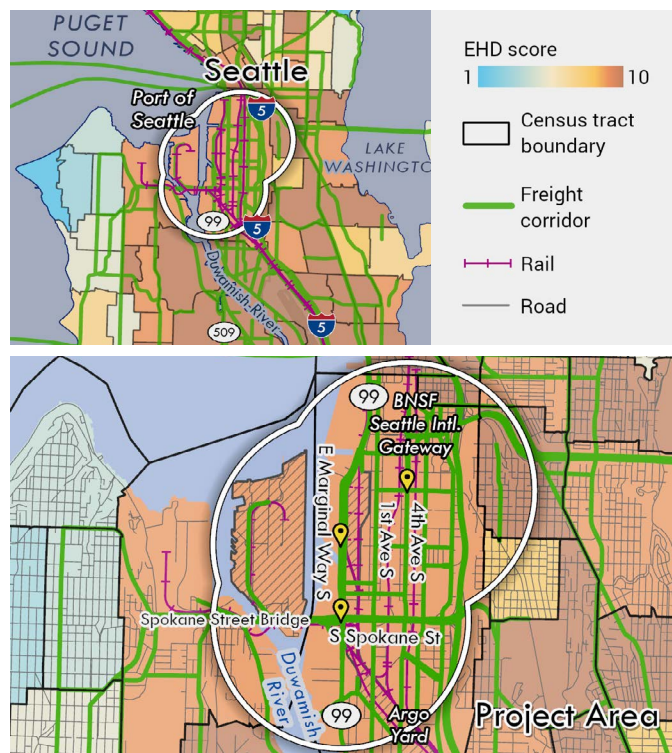 PUGET
SOUND
Seattle
Port of
Seattle
5
LAKE
WASHINGTON
99
5
Duwamish River
509
5
EHD score
1 10
Census tract
boundary
Freight
corridor
Rail
Road
99
BNSF
Seattle Intl.
Gateway
E Marginal Way S
1st Ave S
4th Ave S
Spokane Street Bridge
S Spokane St
Duwamish
River
99
Argo
Yard
Project Area